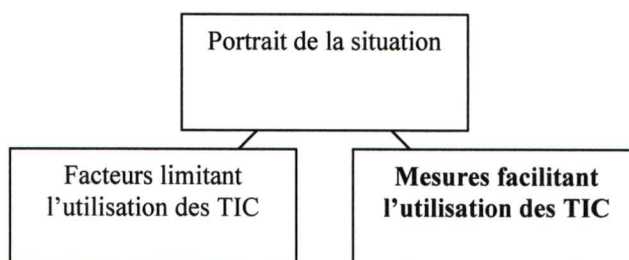 Portrait de la situation
Facteurs limitant
l'utilisation des TIC
Mesures facilitant
l'utilisation des TIC